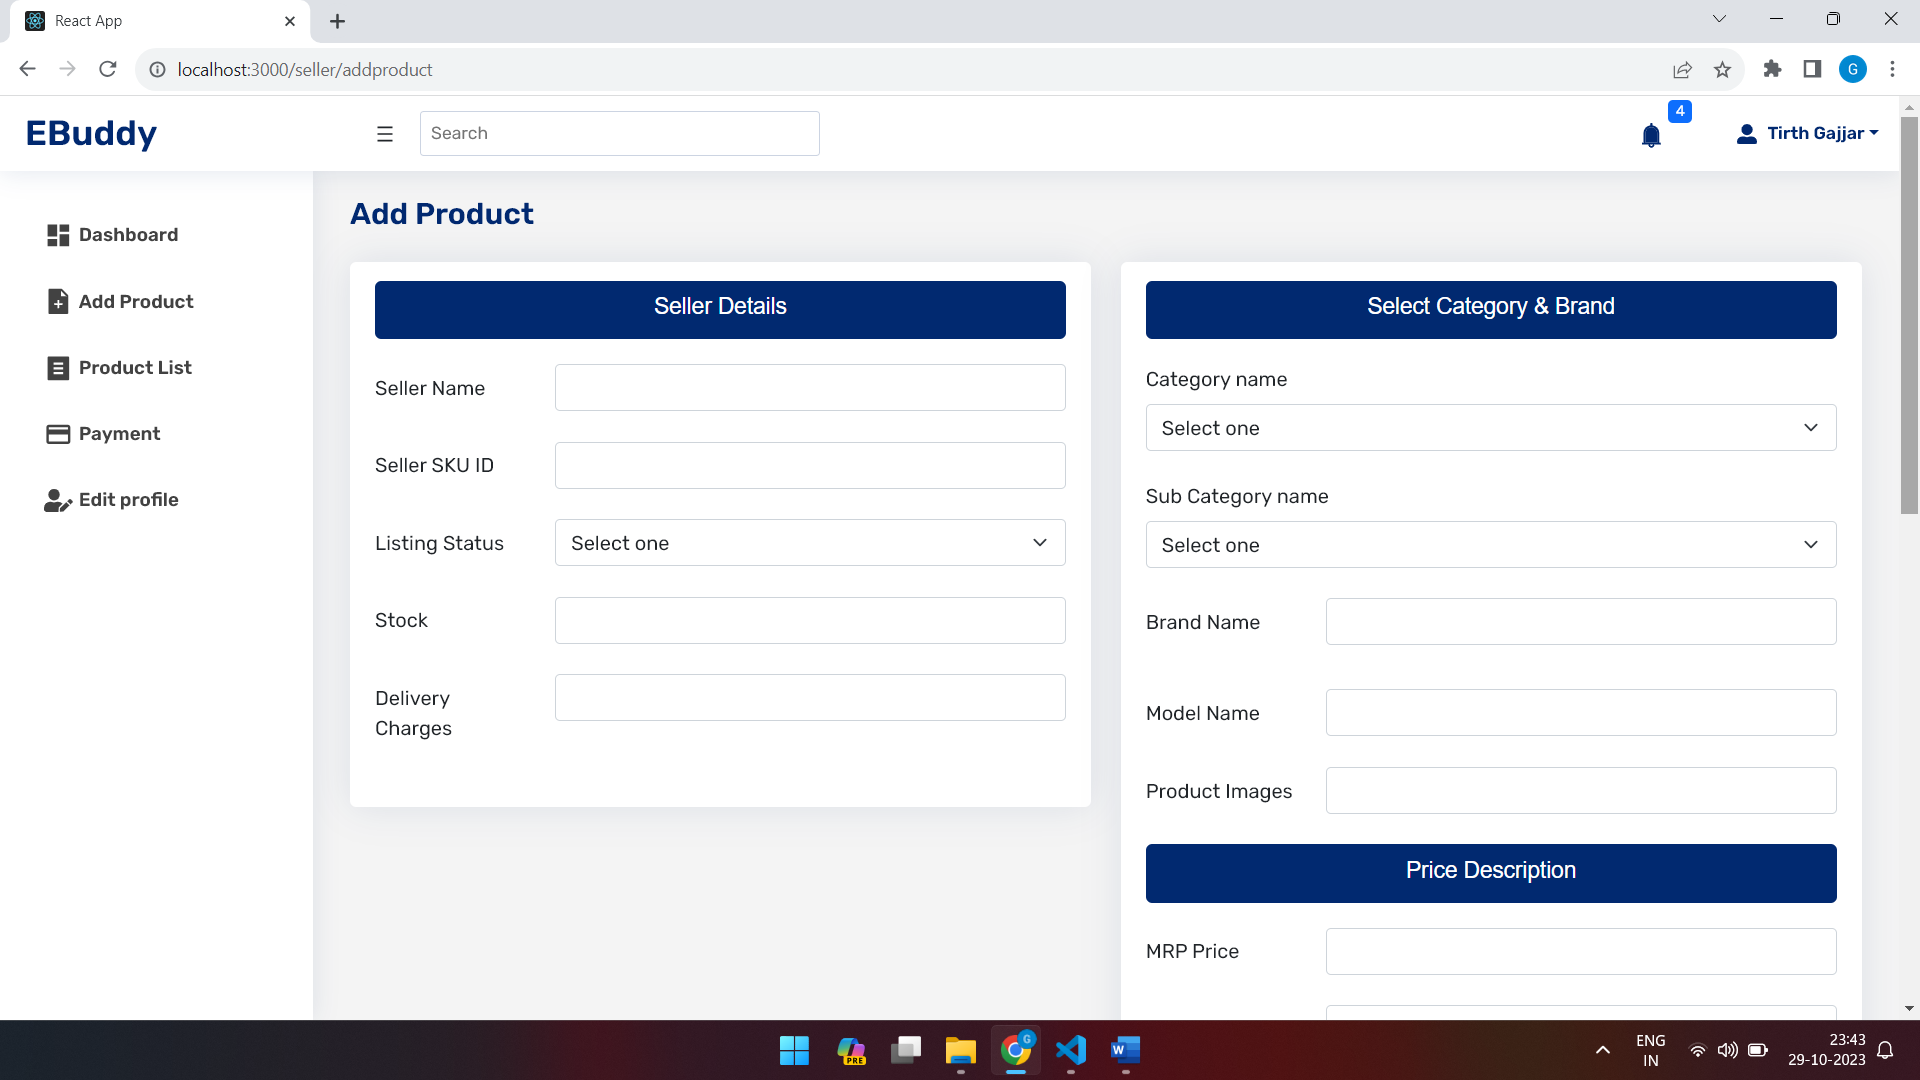 React App
localhost:3000/seller/addproduct
G
EBuddy
Search
4
Tirth Gajjar
Dashboard
Add Product
Product List
Payment
Edit profile
Add Product
Seller Details
Seller Name
Seller SKU ID
Listing Status
Select one
Stock
Delivery
Charges
Select Category & Brand
Category name
Select one
Sub Category name
Select one
Brand Name
Model Name
Product Images
Price Description
MRP Price
PRE
G
W
ENG
IN
23:43
29-10-2023